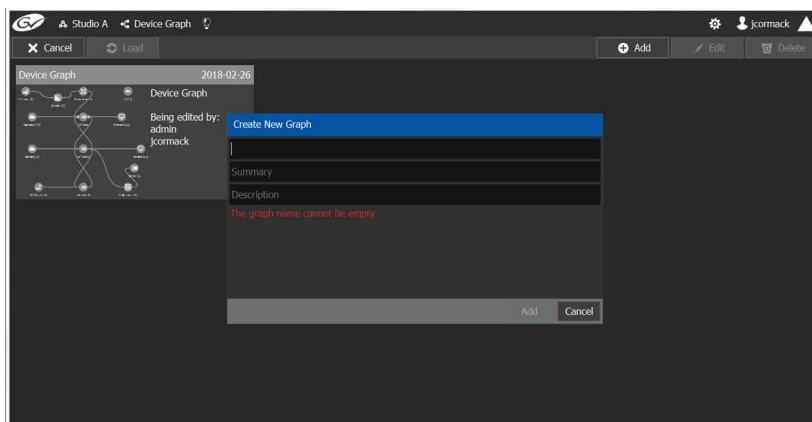 GV Studio A Device Graph jcormack
Cancel Load Add Edit Delete
Device Graph 2018-02-26
Device Graph
Being edited by:
admin
jcormack
Create New Graph
Summary
Description
The graph name cannot be empty
Add Cancel